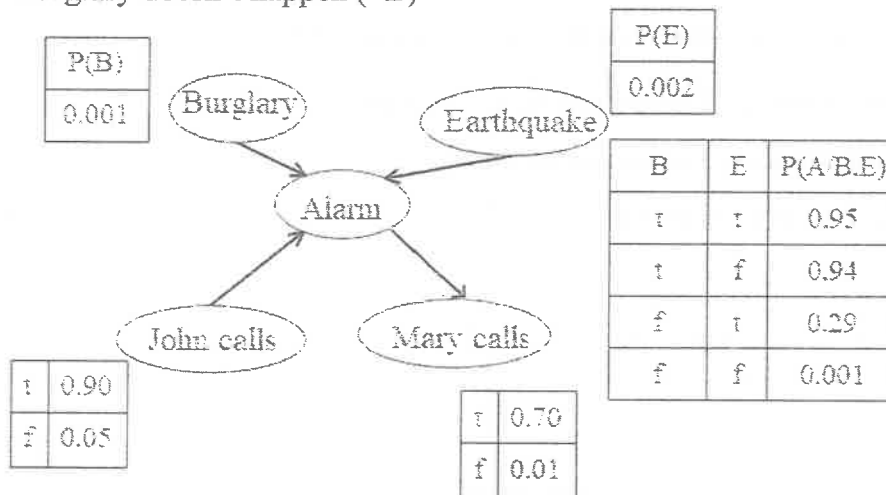 P(B)
0.001
Burglary
P(E)
0.002
Earthquake
Alarm
B E P(A/B.E)
t t 0.95
t f 0.94
f t 0.29
f f 0.001
John calls
t 0.90
f 0.05
Mary calls
t 0.70
f 0.01